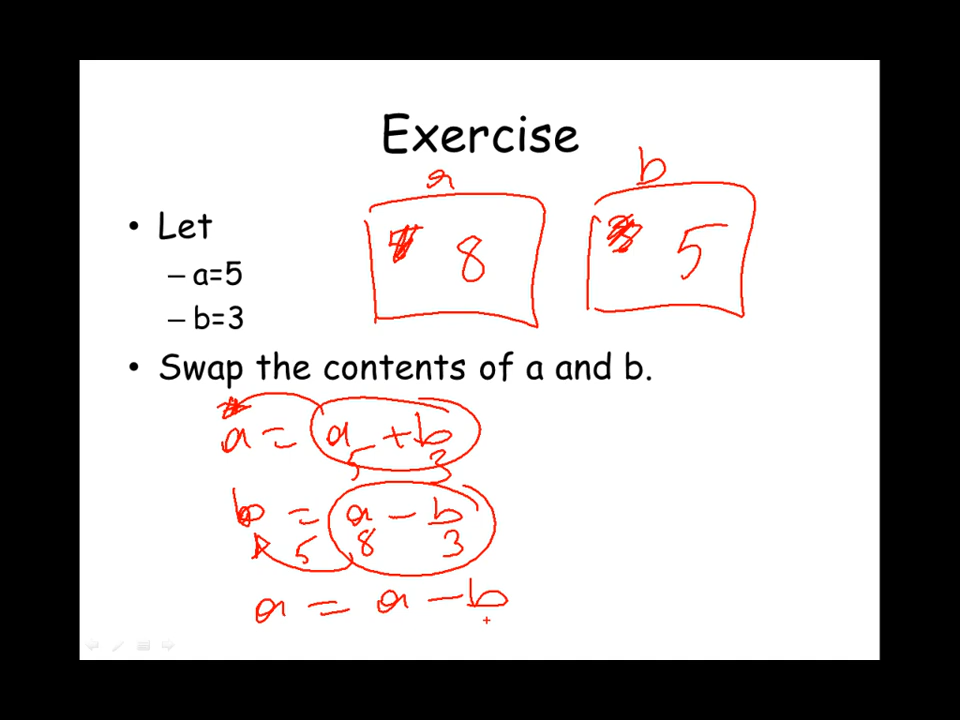 Exercise
a b
• Let
8 5
– a=5
– b=3
• Swap the contents of a and b.
a = a + b
5 3
b = a - b
5 8 3
a = a - b